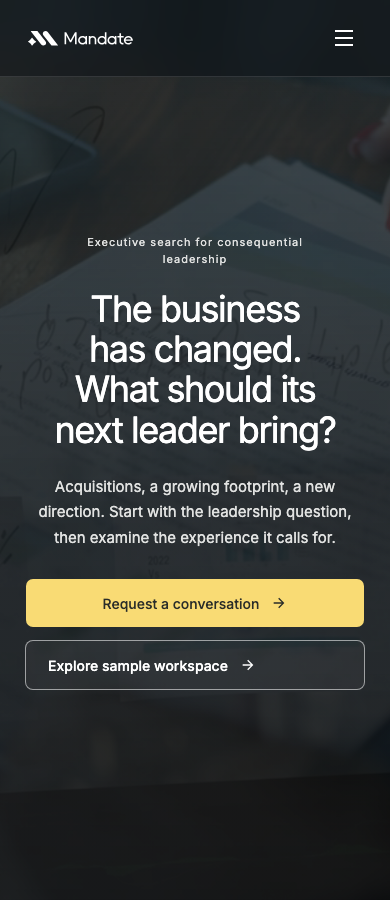 Mandate
Executive search for consequential
leadership
The business
has changed.
What should its
next leader bring?
Acquisitions, a growing footprint, a new
direction. Start with the leadership question,
then examine the experience it calls for.
Request a conversation →
Explore sample workspace →